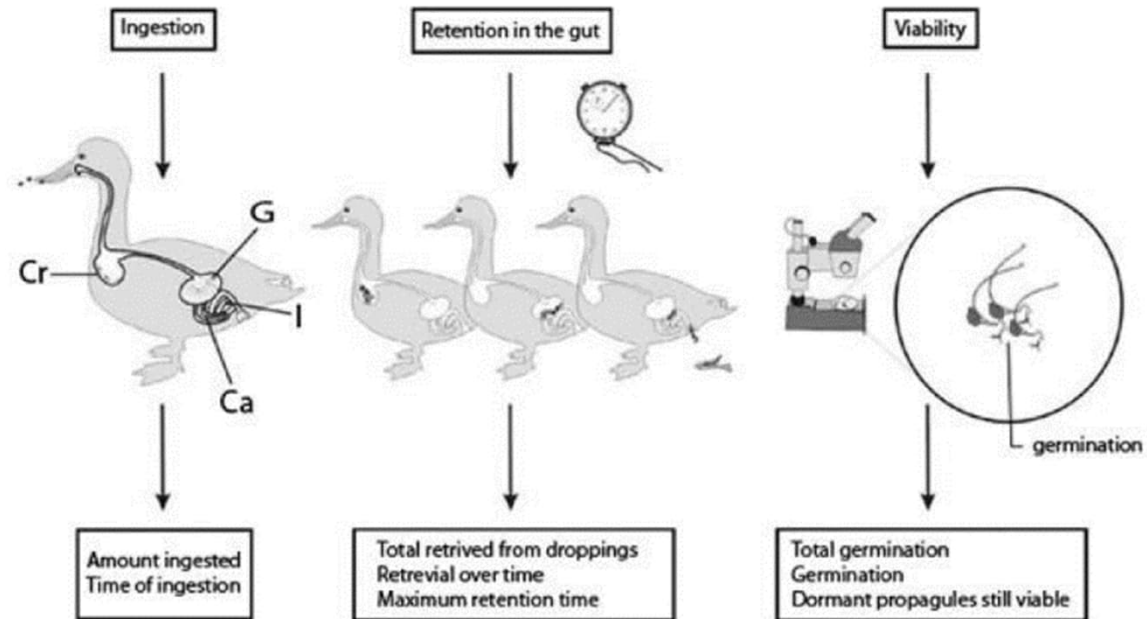 Ingestion
Retention in the gut
Viability
G
Cr
I
Ca
germination
Amount ingested
Time of ingestion
Total retrived from droppings
Retrevial over time
Maximum retention time
Total germination
Germination
Dormant propagules still viable